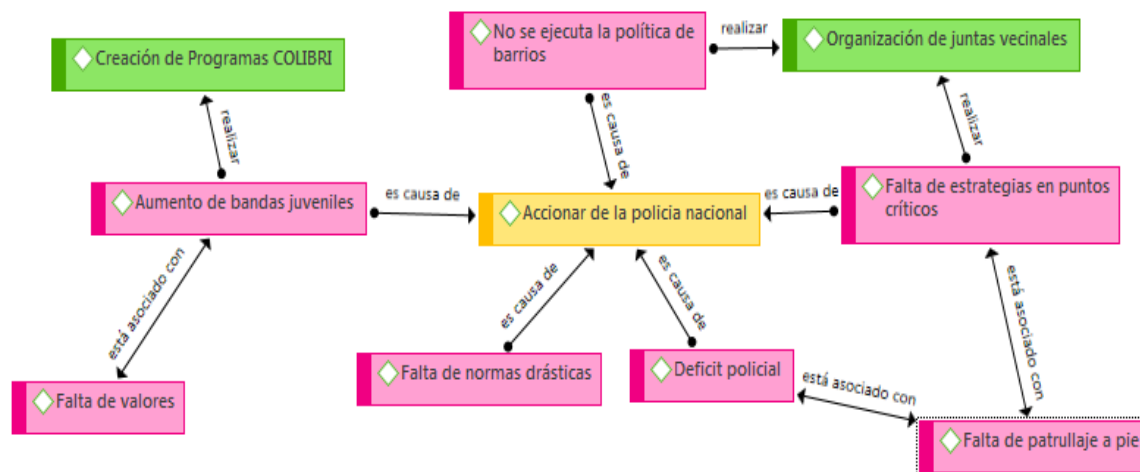 No se ejecuta la política de
barrios
realizar
Organización de juntas vecinales
Creación de Programas COLIBRI
realizar
es causa de
realizar
Aumento de bandas juveniles
es causa de
Accionar de la policia nacional
es causa de
Falta de estrategias en puntos
críticos
está asociado con
es causa de
es causa de
está asociado con
Falta de valores
Falta de normas drásticas
Deficit policial
está asociado con
Falta de patrullaje a pie